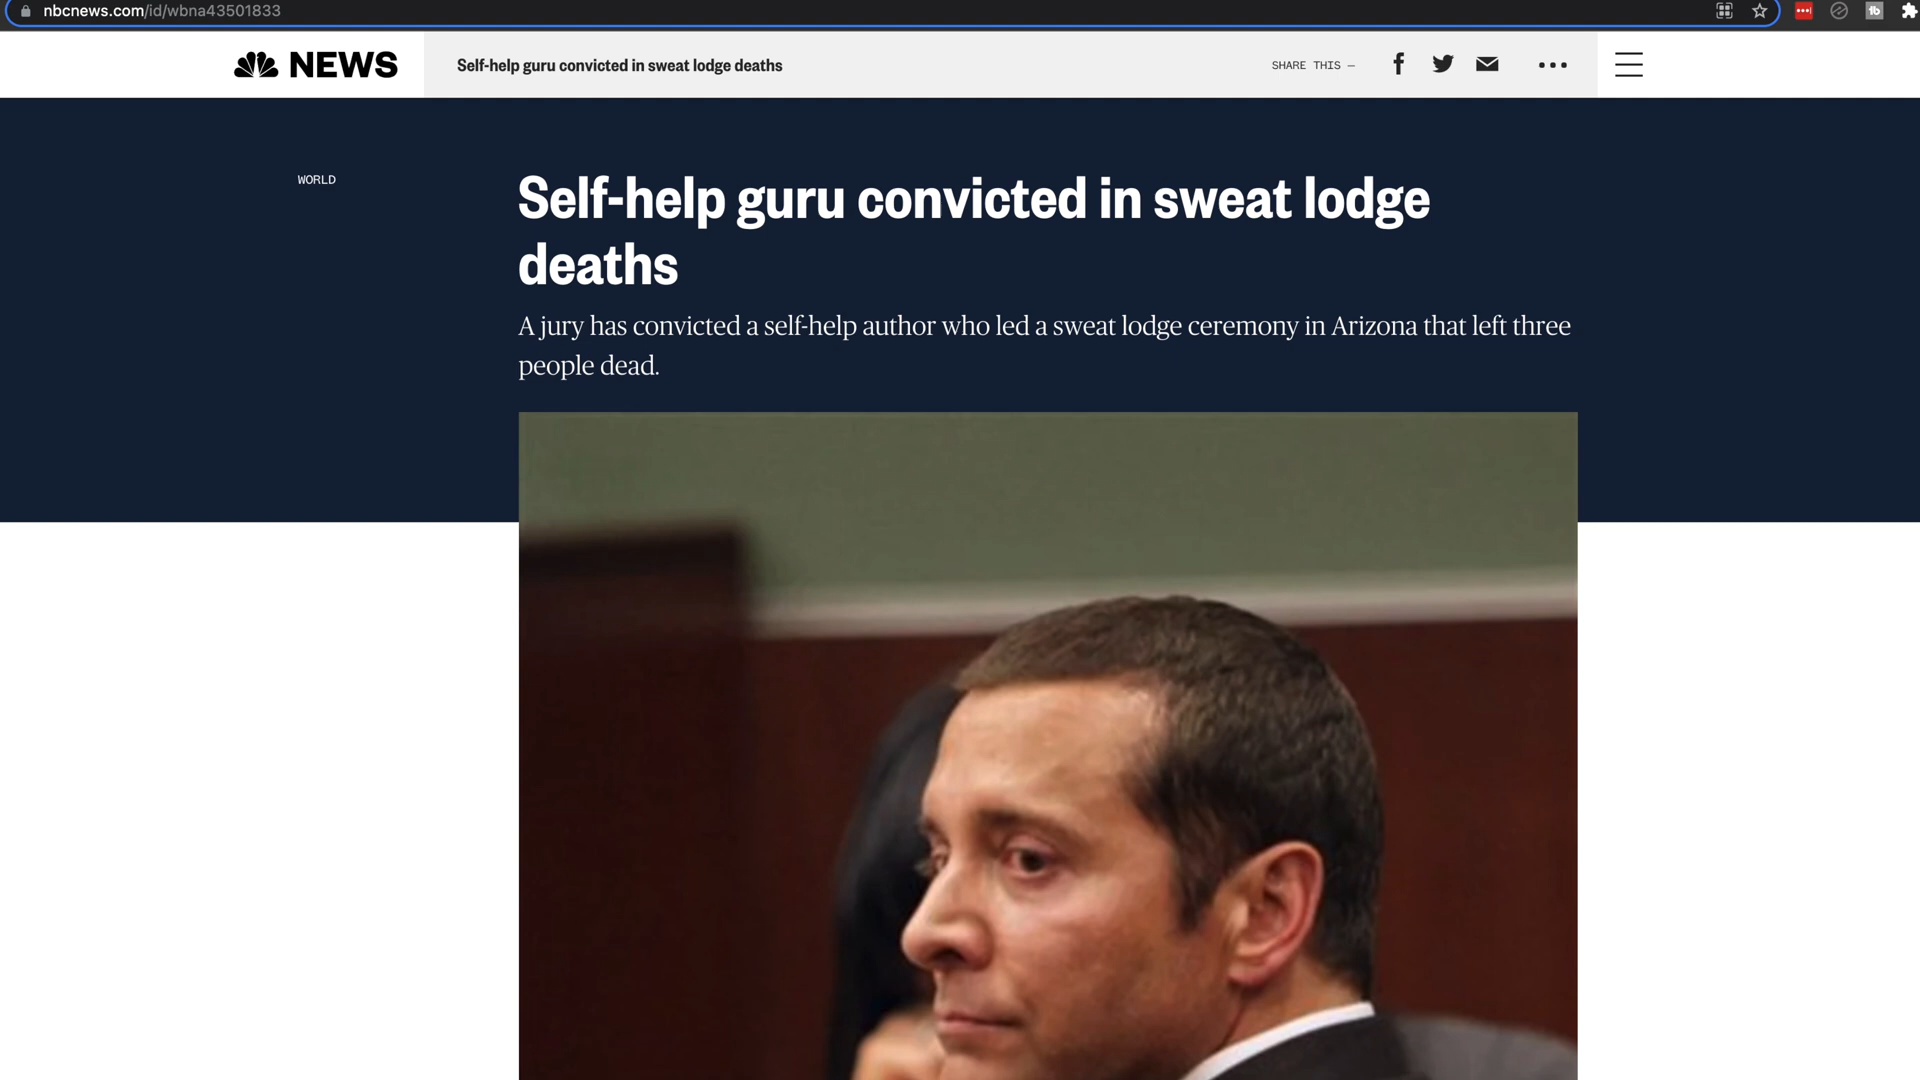 nbcnews.com/id/wbna43501833
NEWS
Self-help guru convicted in sweat lodge deaths
SHARE THIS —
WORLD
Self-help guru convicted in sweat lodge
deaths
A jury has convicted a self-help author who led a sweat lodge ceremony in Arizona that left three
people dead.